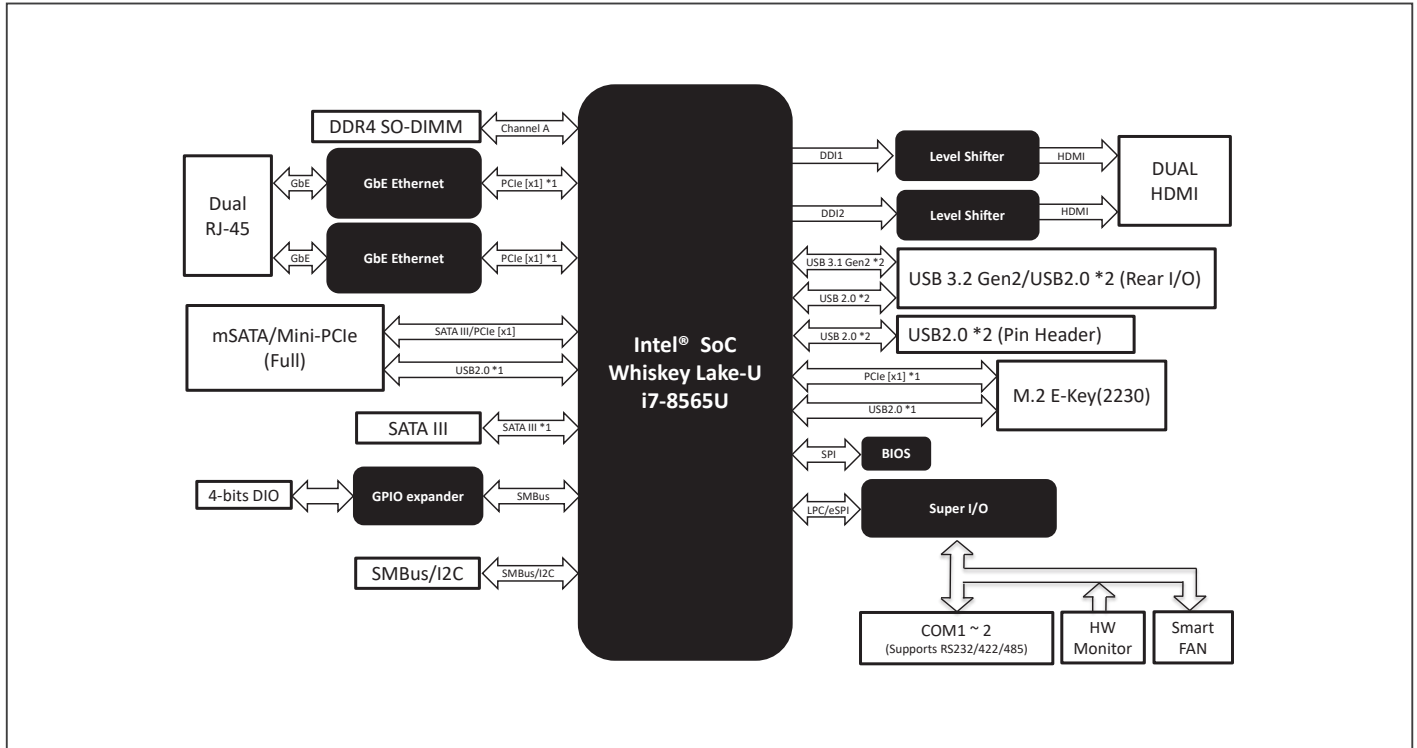 DDR4 SO-DIMM
Channel A
Dual
RJ-45
GbE
GbE Ethernet
PCIe [x1] *1
GbE
GbE Ethernet
PCIe [x1] *1
mSATA/Mini-PCIe
(Full)
SATA III/PCIe [x1]
USB2.0 *1
SATA III
SATA III *1
4-bits DIO
GPIO expander
SMBus
SMBus/I2C
SMBus/I2C
Intel® SoC
Whiskey Lake-U
i7-8565U
DDI1
Level Shifter
HDMI
DUAL
HDMI
DDI2
Level Shifter
HDMI
USB 3.1 Gen2 *2
USB 2.0 *2
USB 3.2 Gen2/USB2.0 *2 (Rear I/O)
USB 2.0 *2
USB2.0 *2 (Pin Header)
PCIe [x1] *1
USB2.0 *1
M.2 E-Key(2230)
SPI
BIOS
LPC/eSPI
Super I/O
COM1 ~ 2
(Supports RS232/422/485)
HW
Monitor
Smart
FAN